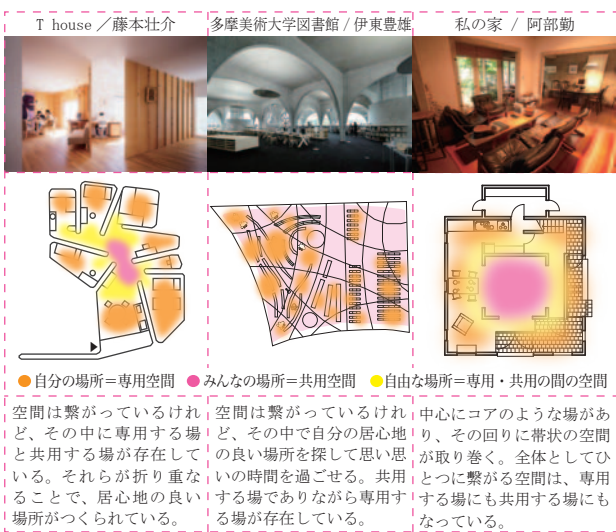 T house ／藤本壮介
多摩美術大学図書館 / 伊東豊雄
私の家 / 阿部勤
自分の場所＝専用空間
みんなの場所＝共用空間
自由な場所＝専用・共用の間の空間
空間は繋がっているけれ
ど、その中に専用する場
と共用する場が存在して
いる。それらが折り重な
ることで、居心地の良い
場所がつくられている。
空間は繋がっているけれ
ど、その中で自分の居心地
の良い場所を探して思い思
いの時間を過ごせる。共用
する場でありながら専用す
る場が存在している。
中心にコアのような場があ
り、その回りに帯状の空間
が取り巻く。全体としてひ
とつに繋がる空間は、専用
する場にも共用する場にも
なっている。